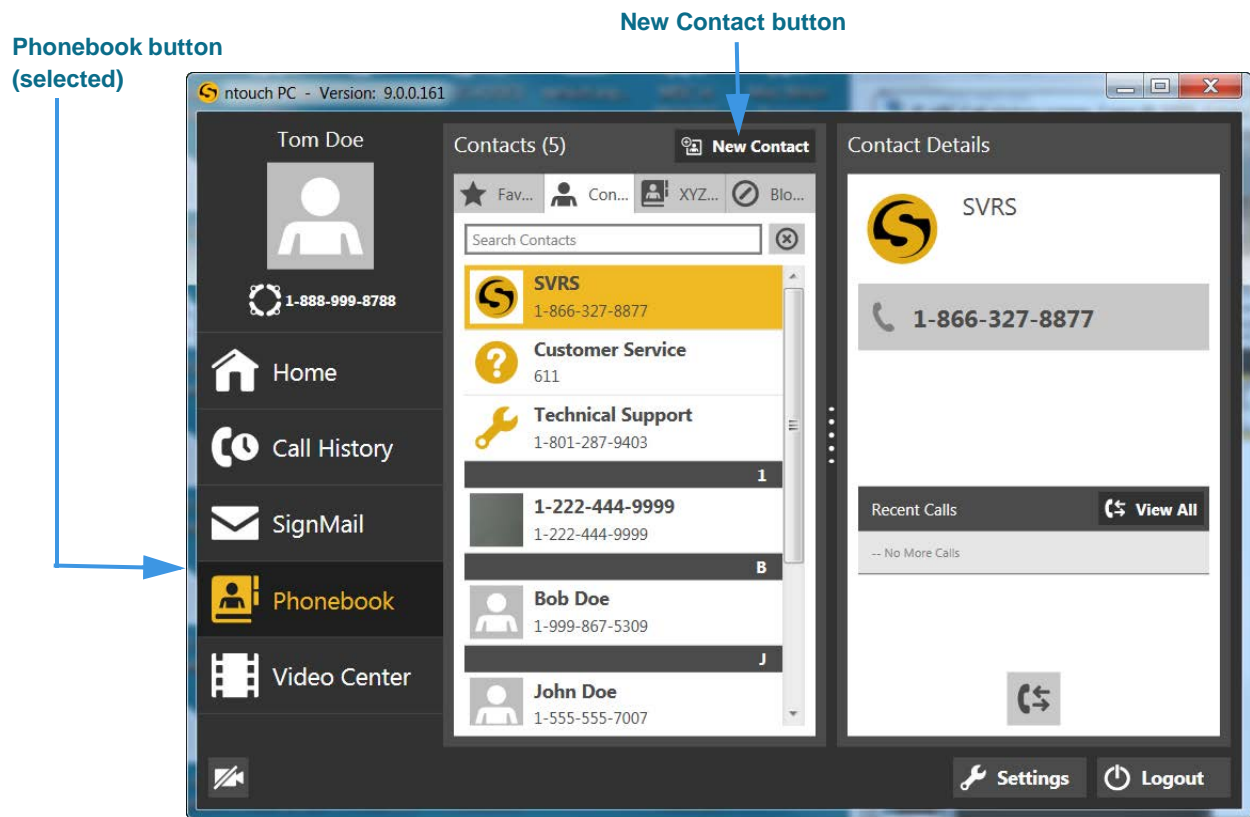 New Contact button
Phonebook button
(selected)
ntouch PC - Version: 9.0.0.161
Tom Doe
1-888-999-8788
Home
Call History
SignMail
Phonebook
Video Center
Contacts (5)
New Contact
Fav...
Con...
XYZ...
Blo...
Search Contacts
SVRS
1-866-327-8877
Customer Service
611
Technical Support
1-801-287-9403
1
1-222-444-9999
1-222-444-9999
B
Bob Doe
1-999-867-5309
J
John Doe
1-555-555-7007
Contact Details
SVRS
1-866-327-8877
Recent Calls
View All
-- No More Calls
Settings
Logout